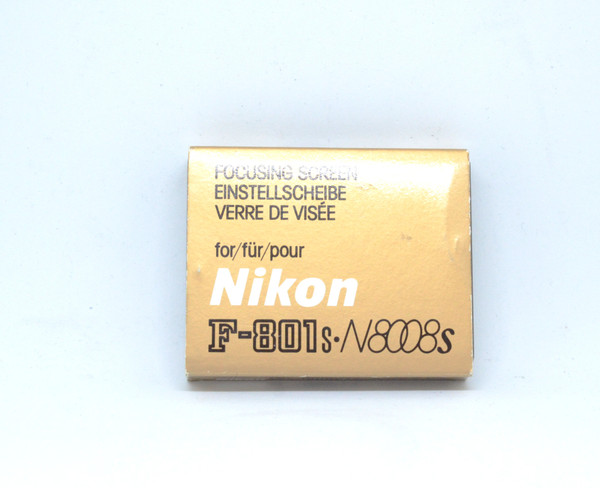 FOCUSING SCREEN
EINSTELLSCHEIBE
VERRE DE VISÉE
for/für/pour
Nikon
F-801s·N8008s